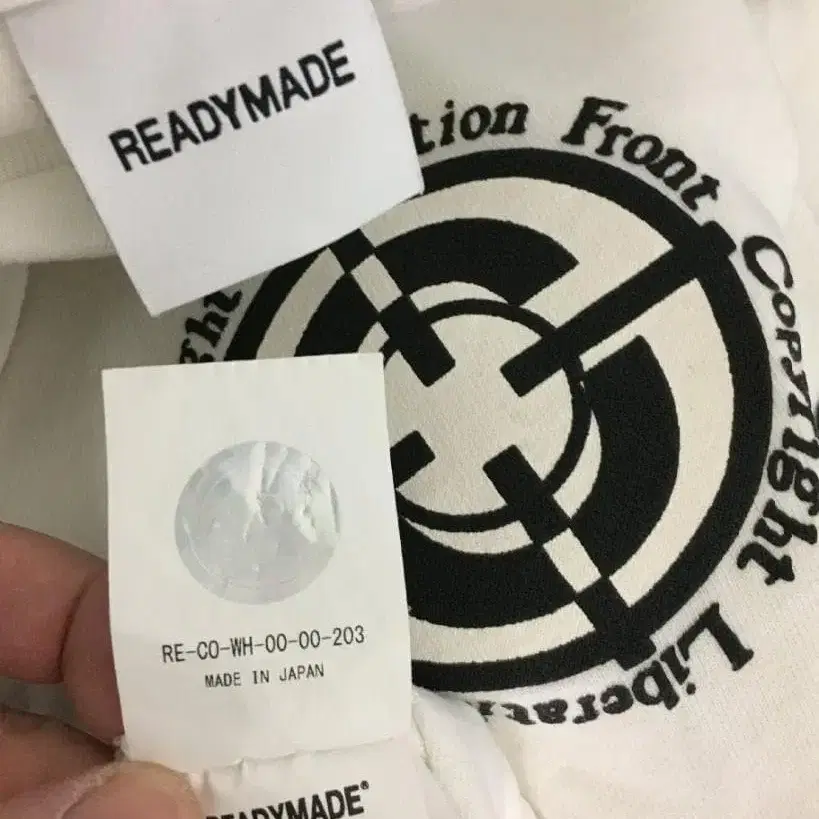 READYMADE
tion Front Copyright Liberat
ght
RE-CO-WH-00-00-203
MADE IN JAPAN
READYMADE®